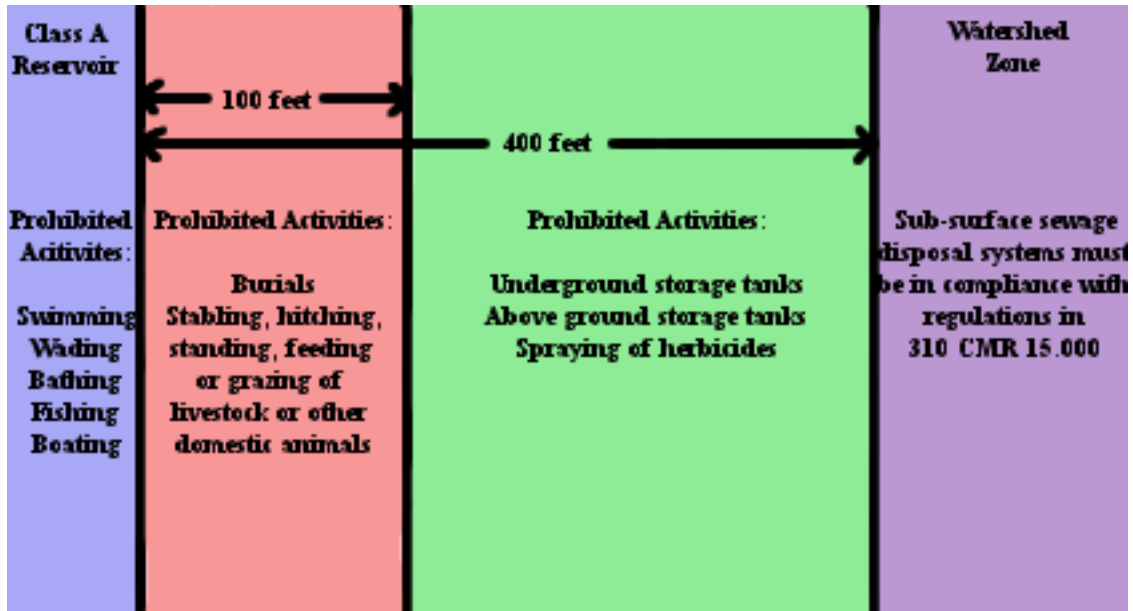 Class A
Reservoir
Watershed
Zone
100 feet
400 feet
Prohibited
Acitivites:
Swimming
Wading
Bathing
Fishing
Boating
Prohibited Activities:
Burials
Stabling, hitching,
standing, feeding
or grazing of
livestock or other
domestic animals
Prohibited Activities:
Underground storage tanks
Above ground storage tanks
Spraying of herbicides
Sub-surface sewage
disposal systems must
be in compliance with
regulations in
310 CMR 15.000